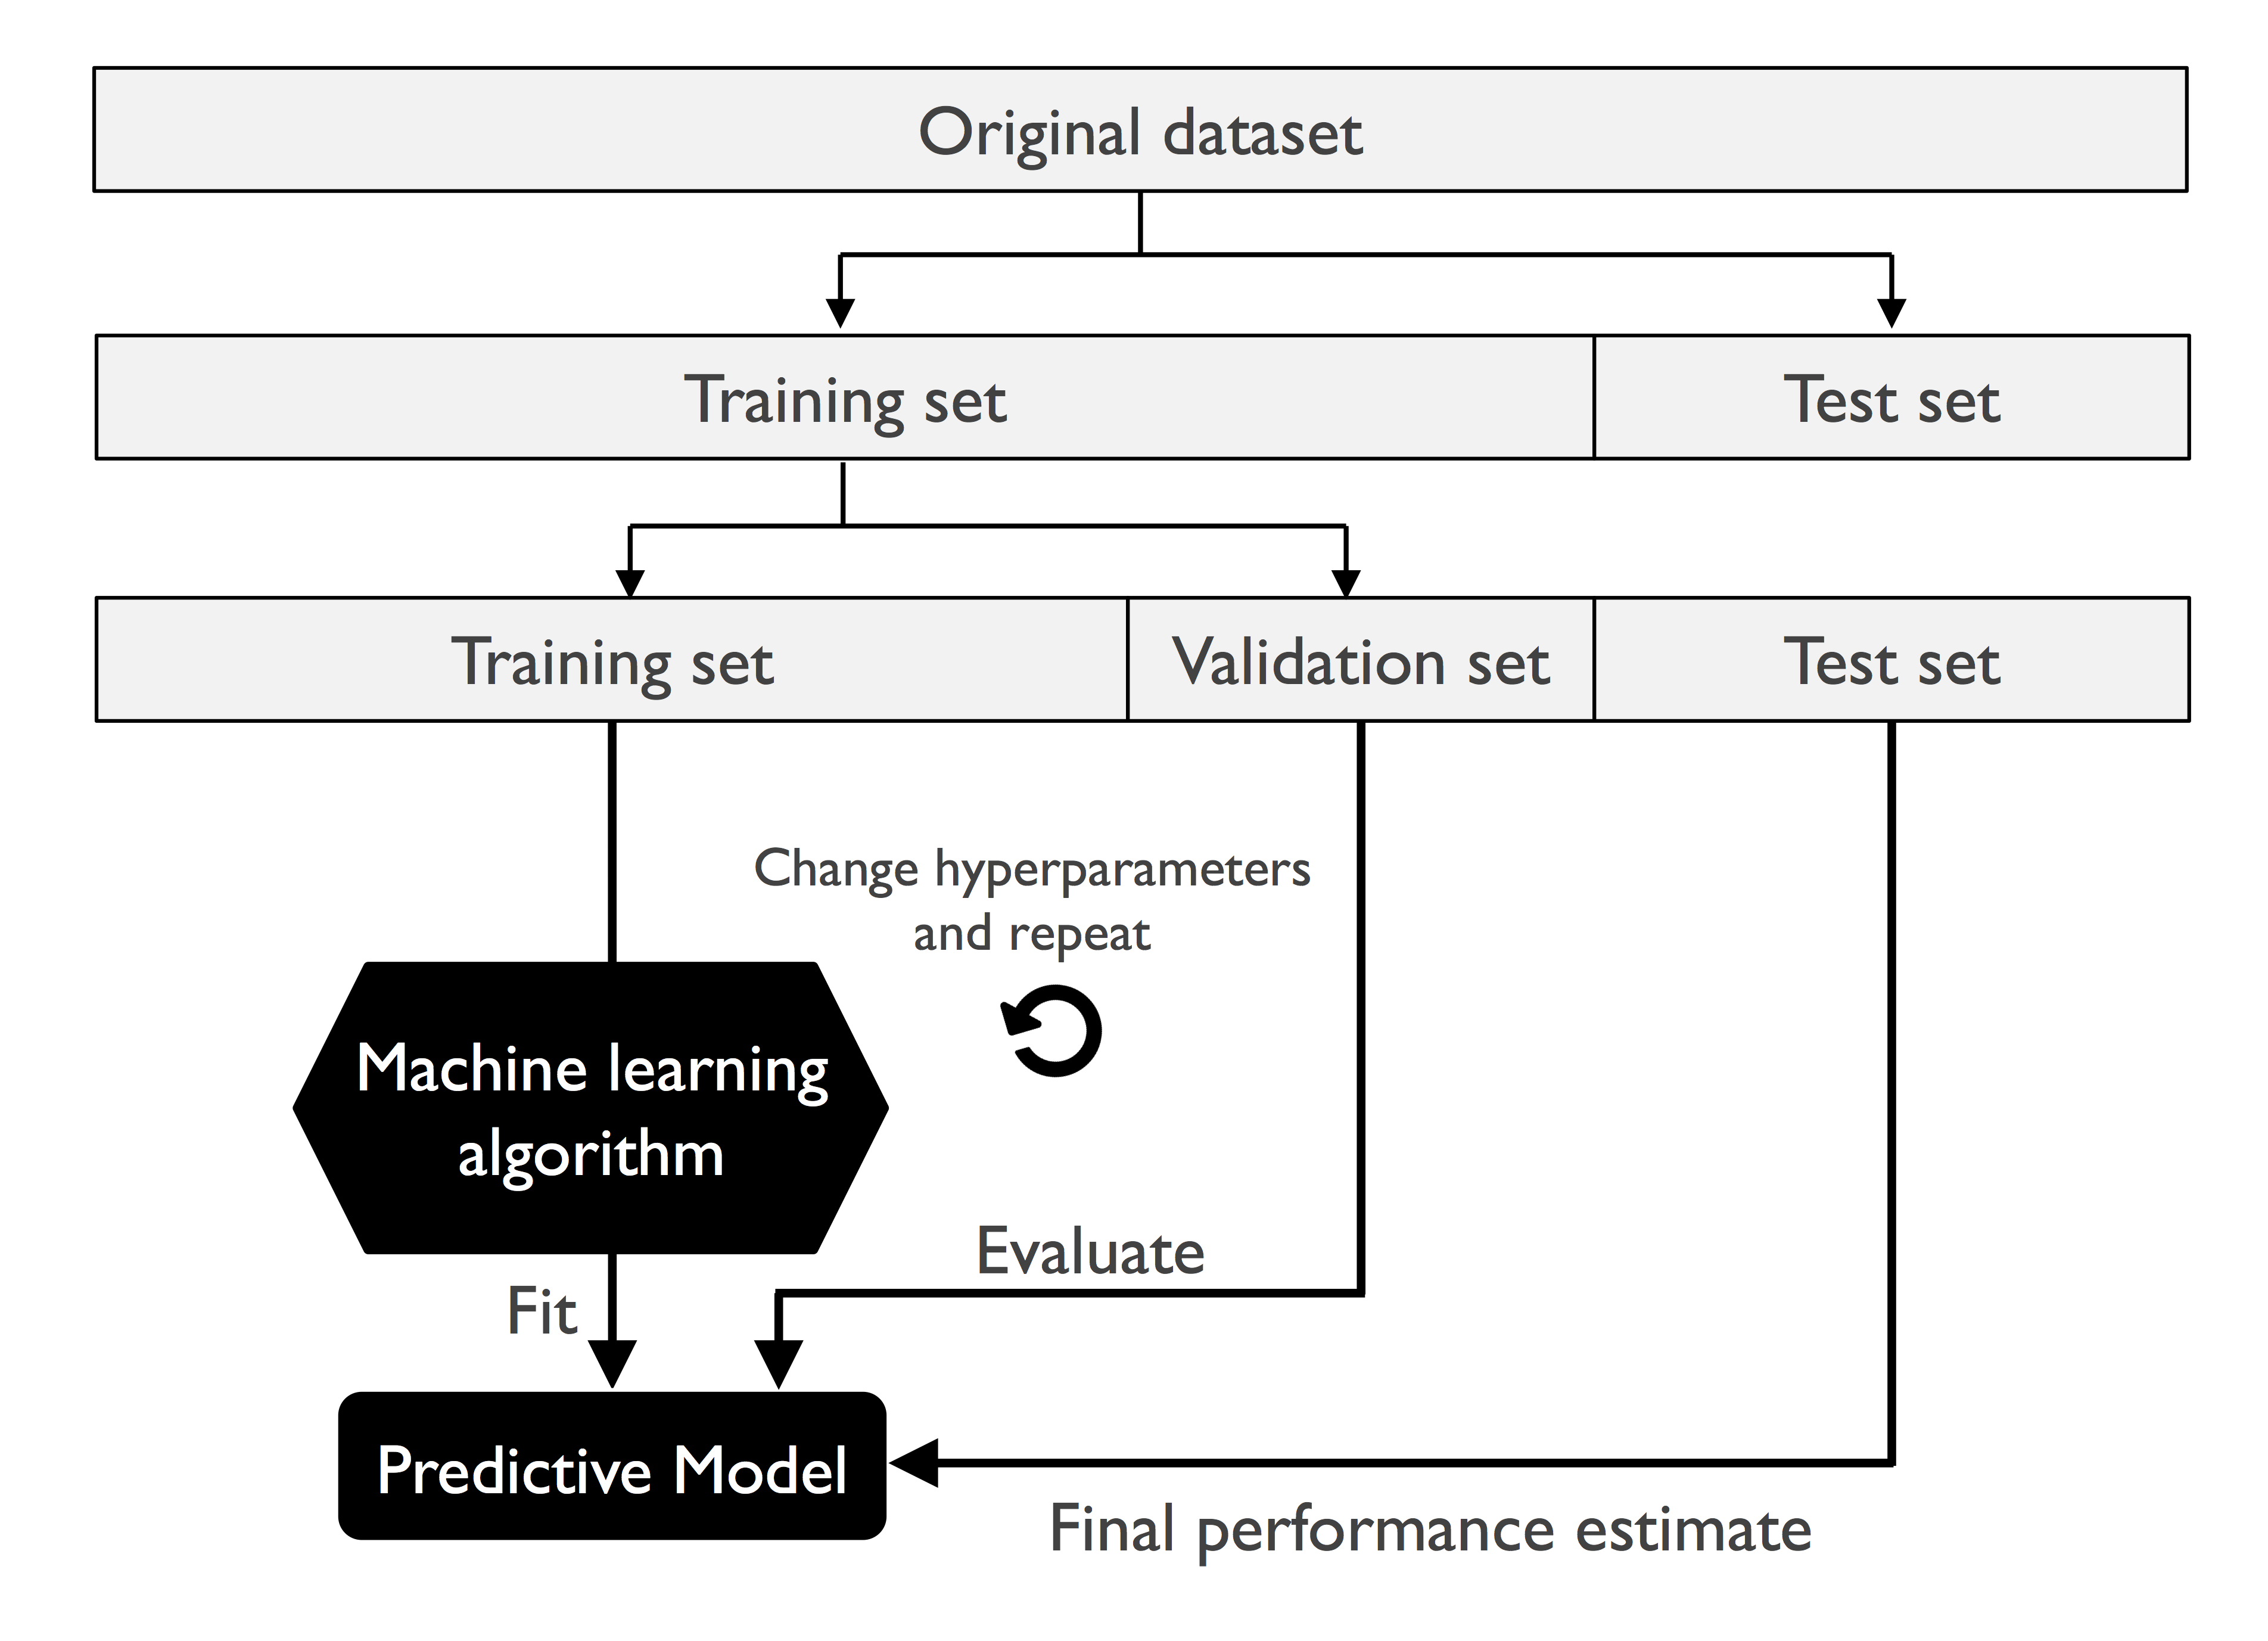 Original dataset
Training set
Test set
Training set
Validation set
Test set
Change hyperparameters
and repeat
Machine learning
algorithm
Evaluate
Fit
Predictive Model
Final performance estimate